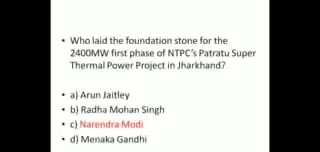 • Who laid the foundation stone for the
2400MW first phase of NTPC's Patratu Super
Thermal Power Project in Jharkhand?
• a) Arun Jaitley
• b) Radha Mohan Singh
• c) Narendra Modi
• d) Menaka Gandhi